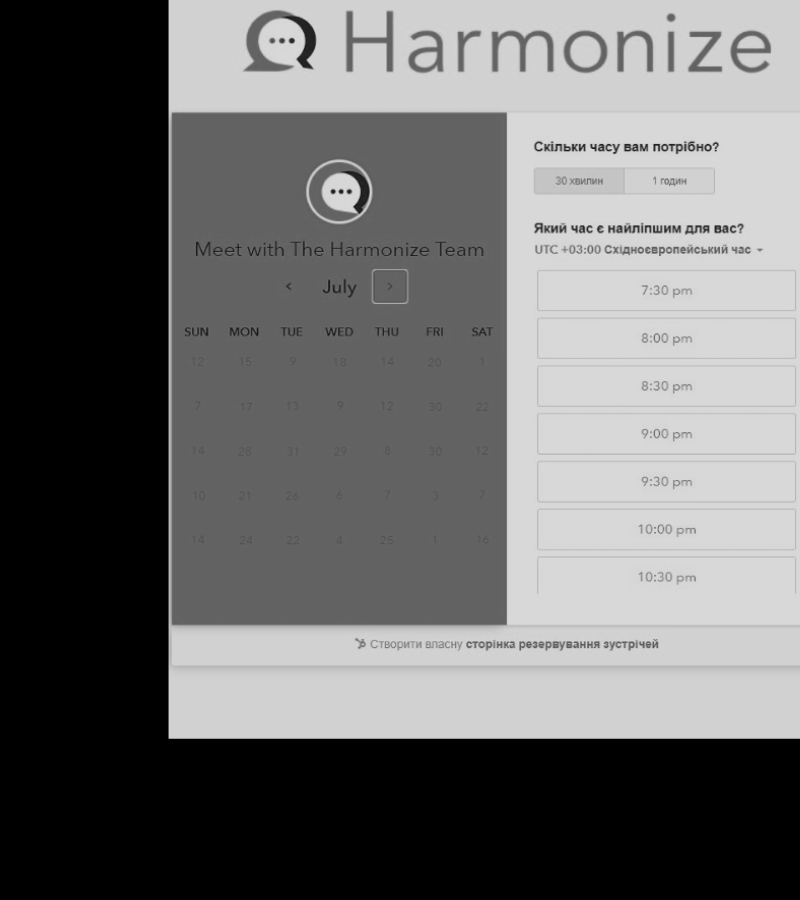 Harmonize
Meet with The Harmonize Team
July
SUN MON TUE WED THU FRI SAT
12 15 9 18 14 20 1
7 17 13 9 12 30 22
14 28 31 29 8 30 12
10 21 26 6 7 3 7
14 24 22 4 25 1 16
Скільки часу вам потрібно?
30 хвилин 1 годин
Який час є найліпшим для вас?
UTC +03:00 Східноєвропейський час
7:30 pm
8:00 pm
8:30 pm
9:00 pm
9:30 pm
10:00 pm
10:30 pm
Створити власну сторінка резервування зустрічей